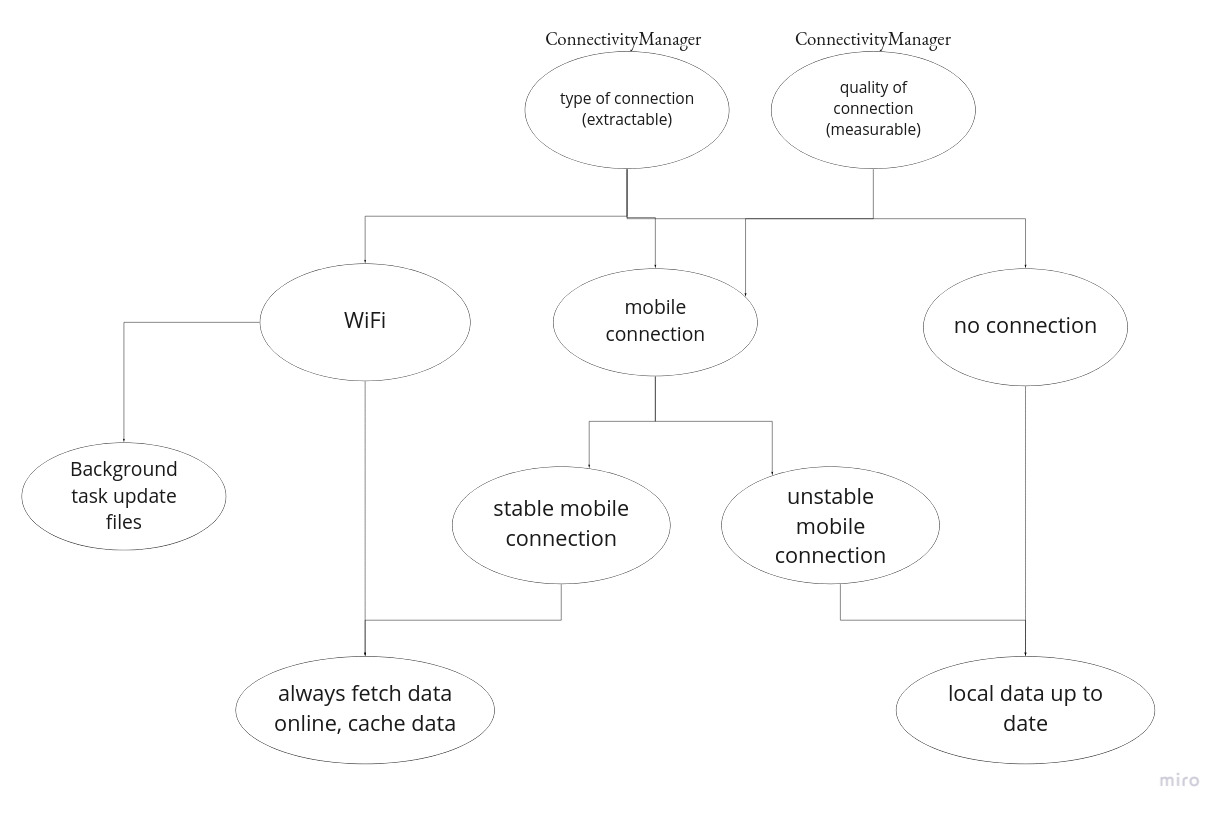 ConnectivityManager
ConnectivityManager
type of connection
(extractable)
quality of
connection
(measurable)
WiFi
mobile
connection
no connection
Background
task update
files
stable mobile
connection
unstable
mobile
connection
always fetch data
online, cache data
local data up to
date
miro